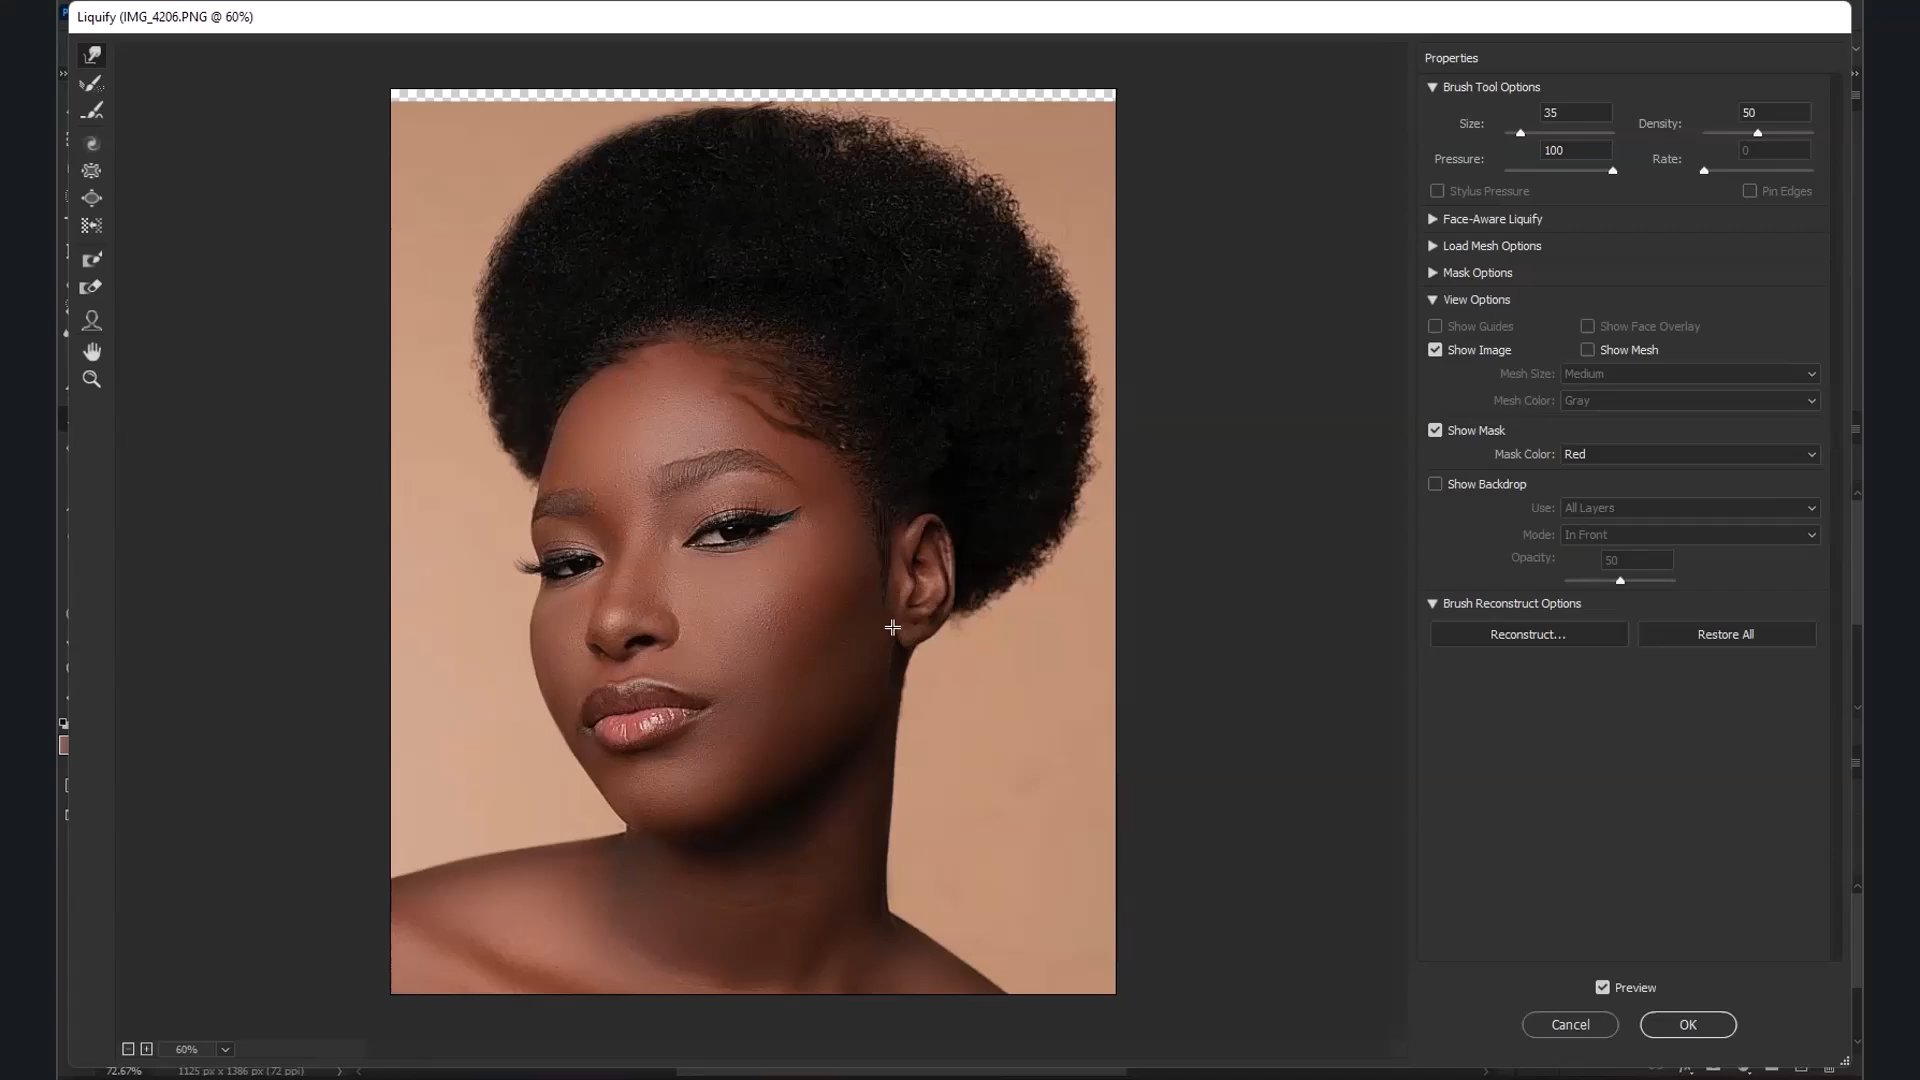 Liquify (IMG_4206.PNG @ 60%)
Properties
Brush Tool Options
Size: 35 Density: 50
Pressure: 100 Rate: 0
Stylus Pressure Pin Edges
Face-Aware Liquify
Load Mesh Options
Mask Options
View Options
Show Guides Show Face Overlay
Show Image Show Mesh
Mesh Size: Medium
Mesh Color: Gray
Show Mask
Mask Color: Red
Show Backdrop
Use: All Layers
Mode: In Front
Opacity: 50
Brush Reconstruct Options
Reconstruct... Restore All
Preview
Cancel OK
60%
72.67% 1125 px x 1386 px (72 ppi)